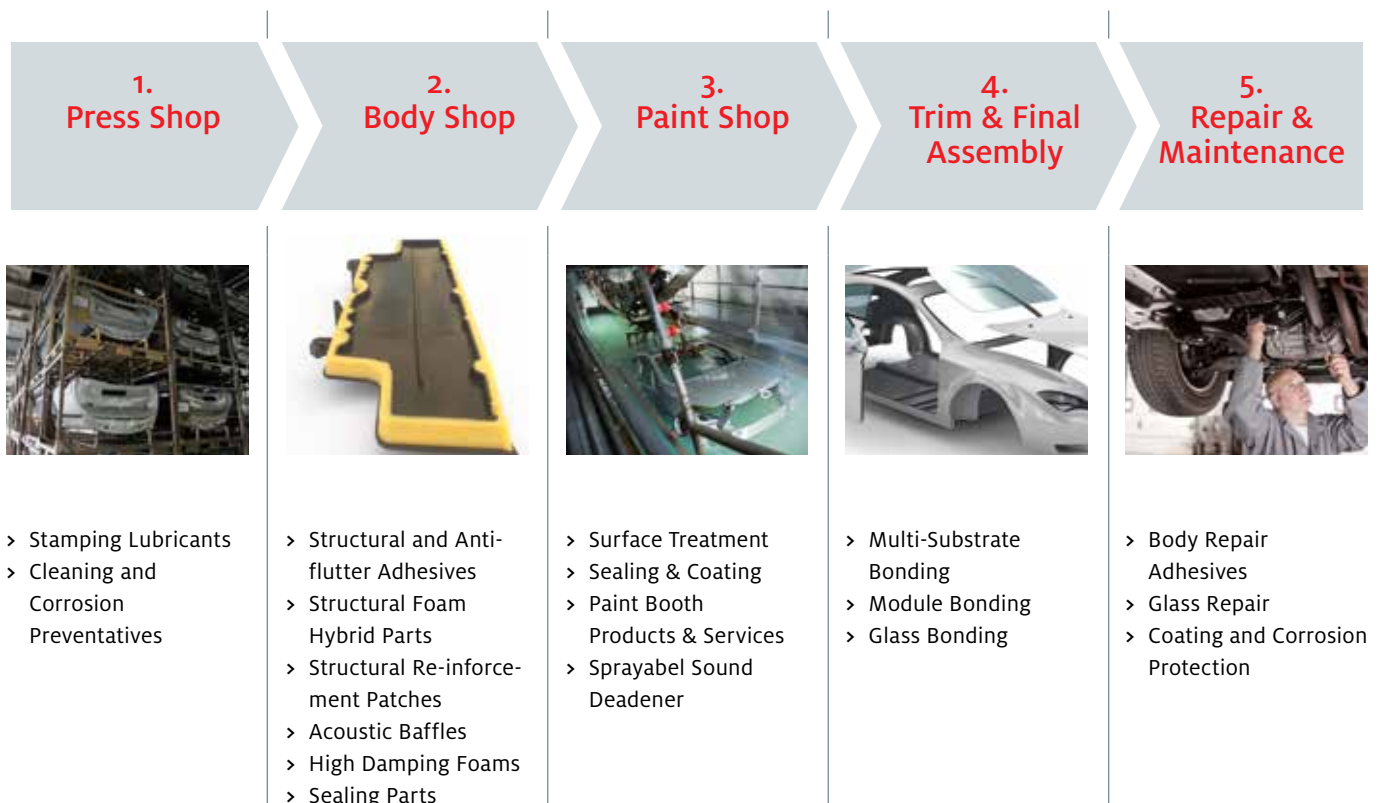 1.
Press Shop
2.
Body Shop
3.
Paint Shop
4.
Trim & Final
Assembly
5.
Repair &
Maintenance
> Stamping Lubricants
> Cleaning and
Corrosion
Preventatives
> Structural and Anti-
flutter Adhesives
> Structural Foam
Hybrid Parts
> Structural Re-inforce-
ment Patches
> Acoustic Baffles
> High Damping Foams
> Sealing Parts
> Surface Treatment
> Sealing & Coating
> Paint Booth
Products & Services
> Sprayabel Sound
Deadener
> Multi-Substrate
Bonding
> Module Bonding
> Glass Bonding
> Body Repair
Adhesives
> Glass Repair
> Coating and Corrosion
Protection